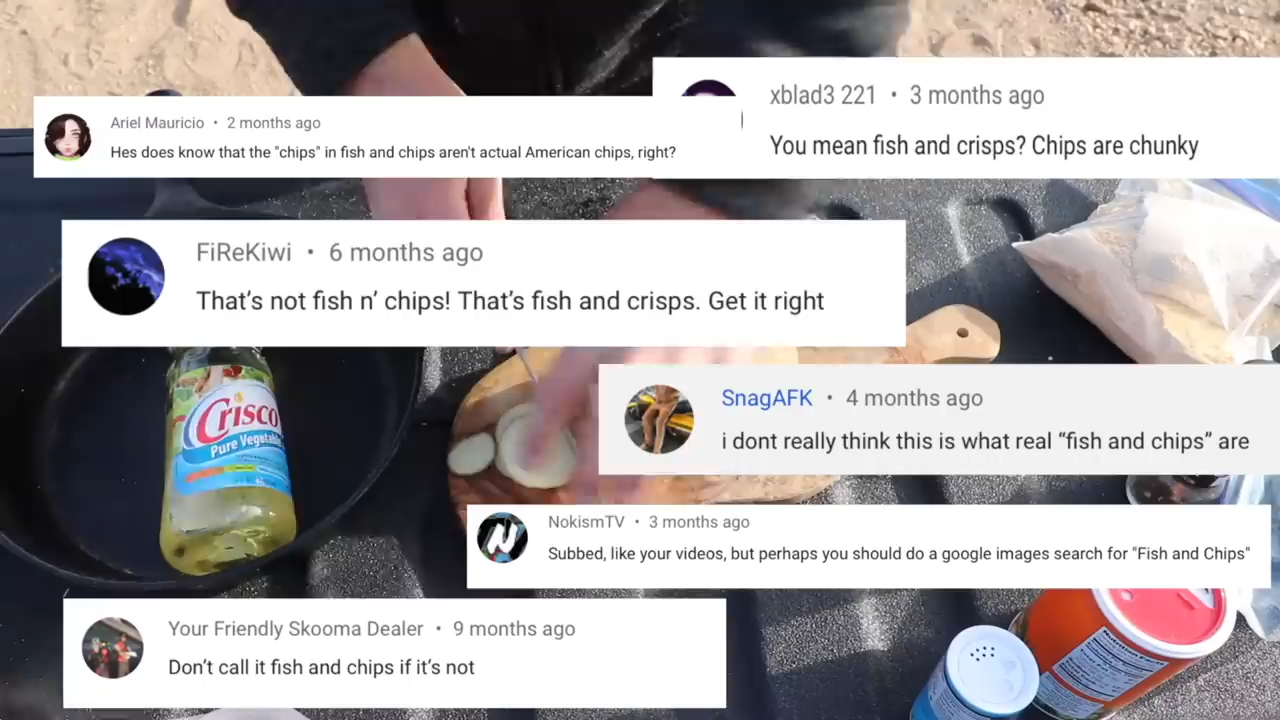 xblad3 221 • 3 months ago
You mean fish and crisps? Chips are chunky
Ariel Mauricio • 2 months ago
Hes does know that the "chips" in fish and chips aren't actual American chips, right?
FiReKiwi • 6 months ago
That's not fish n' chips! That's fish and crisps. Get it right
SnagAFK • 4 months ago
i dont really think this is what real “fish and chips” are
Crisco
Pure Vegetable
NokismTV • 3 months ago
Subbed, like your videos, but perhaps you should do a google images search for "Fish and Chips"
Your Friendly Skooma Dealer • 9 months ago
Don't call it fish and chips if it's not
Nutrition Facts